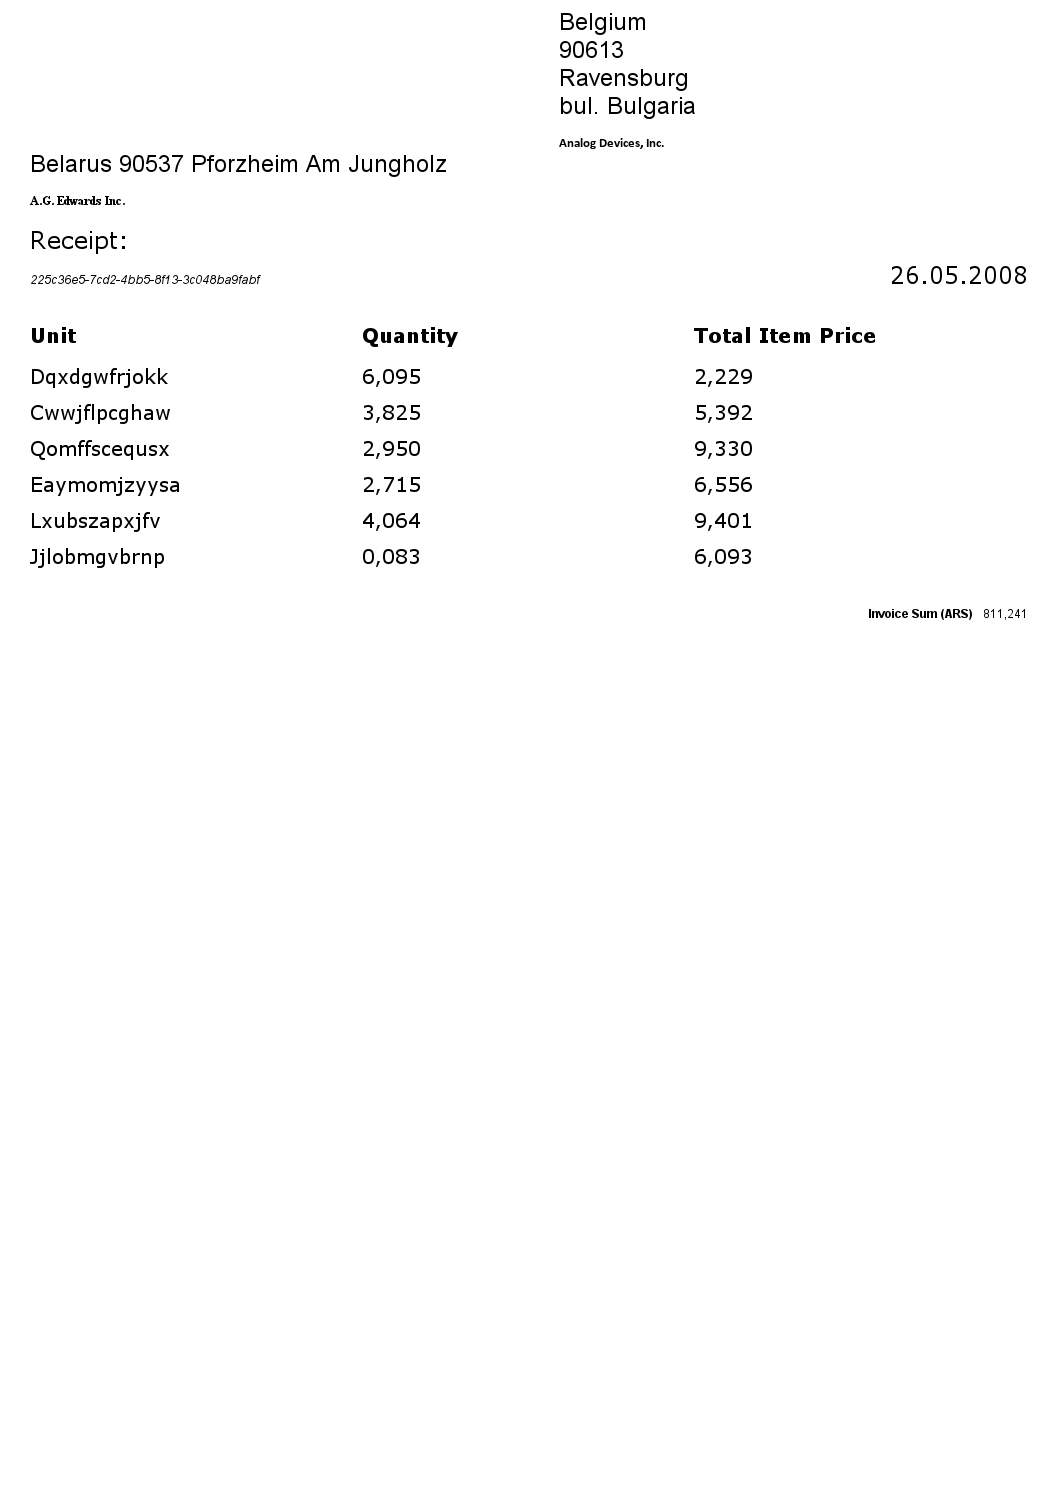 Belgium
90613
Ravensburg
bul. Bulgaria
Analog Devices, Inc.
Belarus 90537 Pforzheim Am Jungholz
A.G. Edwards Inc.
Receipt:
225c36e5-7cd2-4bb5-8f13-3c048ba9fabf
26.05.2008
Unit Quantity Total Item Price
Dqxdgwfrjokk 6,095 2,229
Cwwjflpcghaw 3,825 5,392
Qomffscequsx 2,950 9,330
Eaymomjzyysa 2,715 6,556
Lxubszapxjfv 4,064 9,401
Jjlobmgvbrnp 0,083 6,093
Invoice Sum (ARS) 811,241